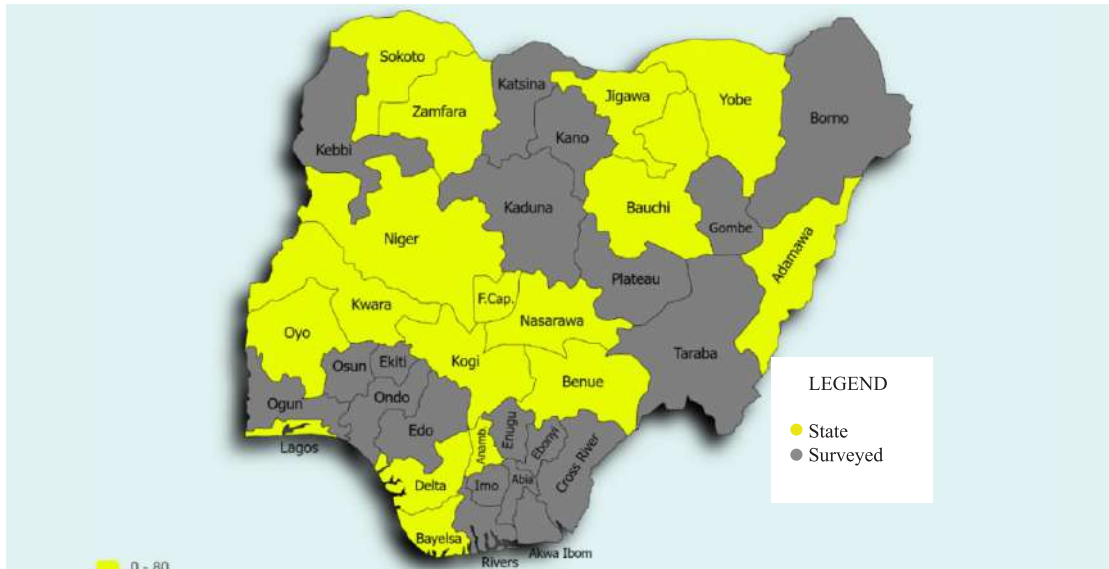 Sokoto
Katsina
Zamfara
Jigawa
Yobe
Borno
Kano
Kebbi
Kaduna
Bauchi
Gombe
Niger
Adamawa
Plateau
F.Cap.
Kwara
Nasarawa
Oyo
Taraba
Kogi
Osun
Ekiti
Benue
LEGEND
Ondo
Ogun
Edo
Anamb.
Enugu
Ebonyi
State
Lagos
Cross River
Surveyed
Delta
Imo
Abia
Bayelsa
Akwa Ibom
Rivers
0 - 80